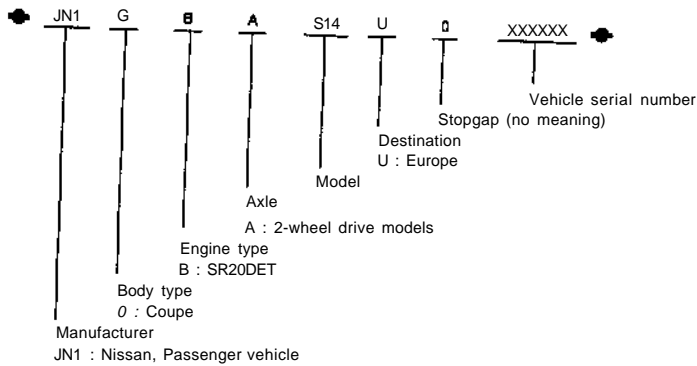 JN1 G B A S14 U 0 XXXXXX
Vehicle serial number
Stopgap (no meaning)
Destination
U : Europe
Model
Axle
A : 2-wheel drive models
Engine type
B : SR20DET
Body type
0 : Coupe
Manufacturer
JN1 : Nissan, Passenger vehicle